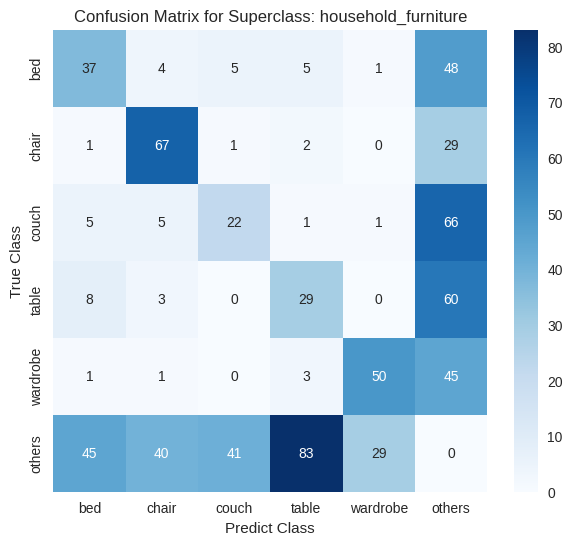 Confusion Matrix for Superclass: household_furniture
True Class
bed 37 4 5 5 1 48
chair 1 67 1 2 0 29
couch 5 5 22 1 1 66
table 8 3 0 29 0 60
wardrobe 1 1 0 3 50 45
others 45 40 41 83 29 0
bed chair couch table wardrobe others
Predict Class
80
70
60
50
40
30
20
10
0